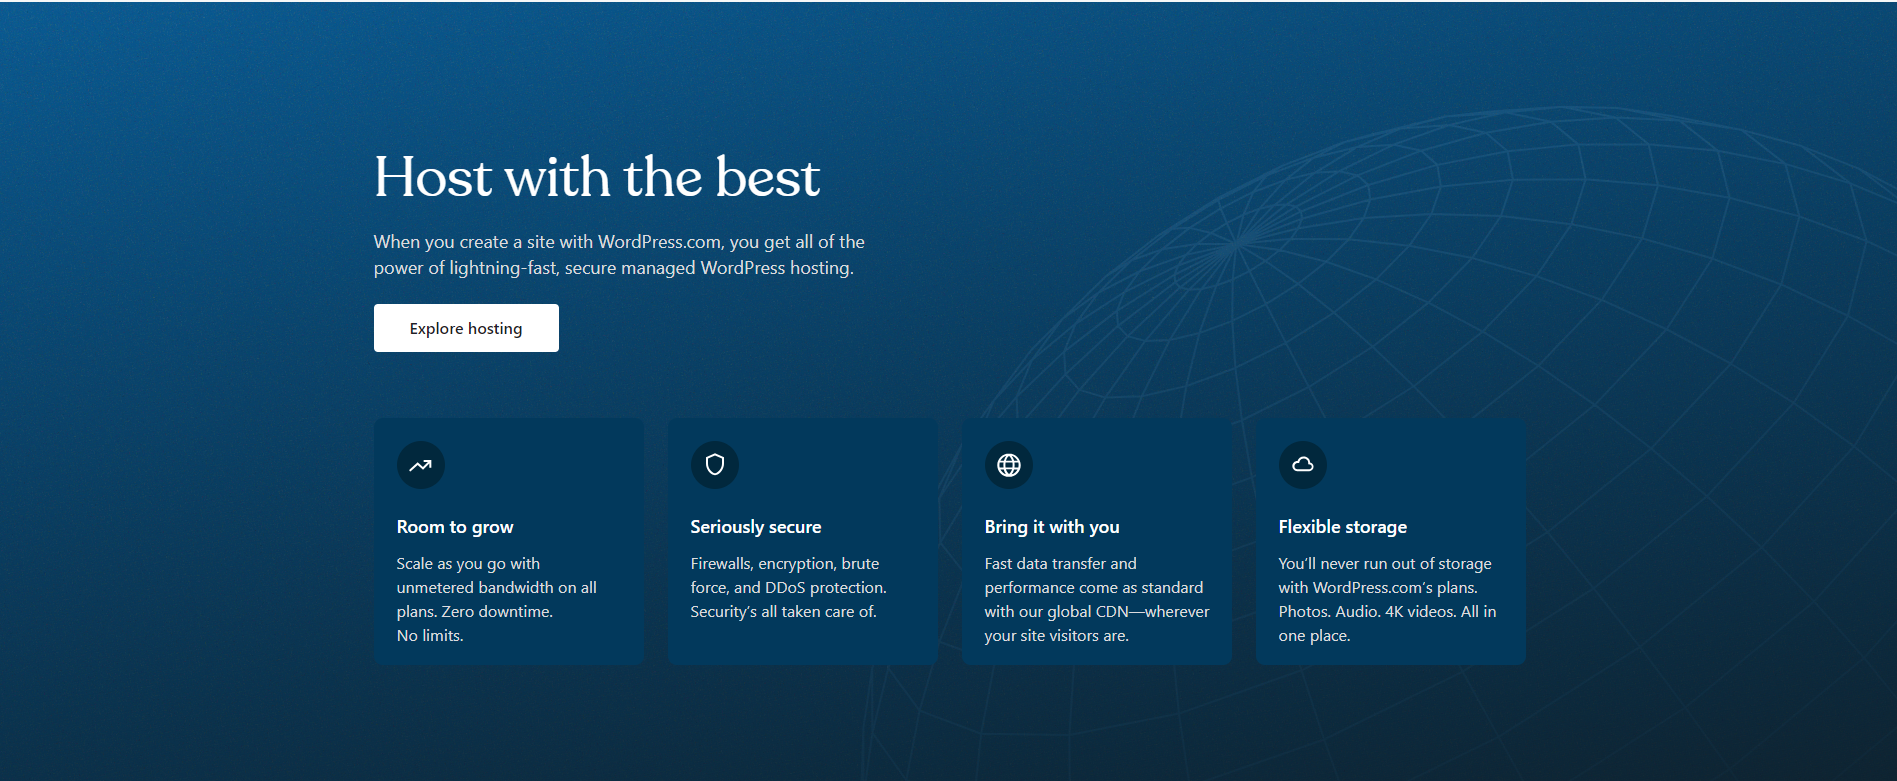 Host with the best
When you create a site with WordPress.com, you get all of the
power of lightning-fast, secure managed WordPress hosting.
Explore hosting
Room to grow
Scale as you go with
unmetered bandwidth on all
plans. Zero downtime.
No limits.
Seriously secure
Firewalls, encryption, brute
force, and DDoS protection.
Security’s all taken care of.
Bring it with you
Fast data transfer and
performance come as standard
with our global CDN—wherever
your site visitors are.
Flexible storage
You’ll never run out of storage
with WordPress.com’s plans.
Photos. Audio. 4K videos. All in
one place.